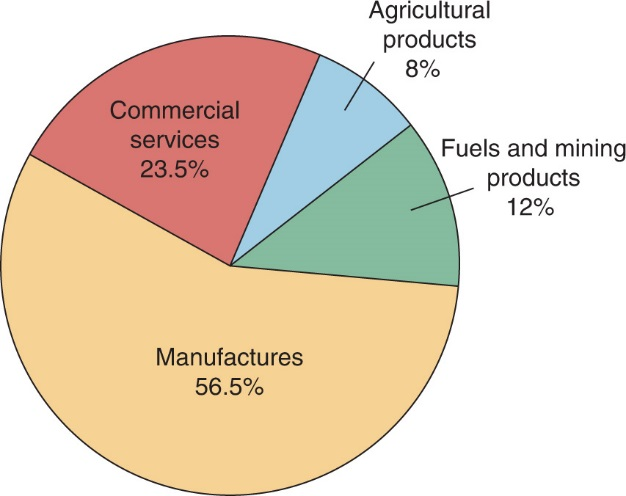 Agricultural
products
8%
Commercial
services
23.5%
Fuels and mining
products
12%
Manufactures
56.5%